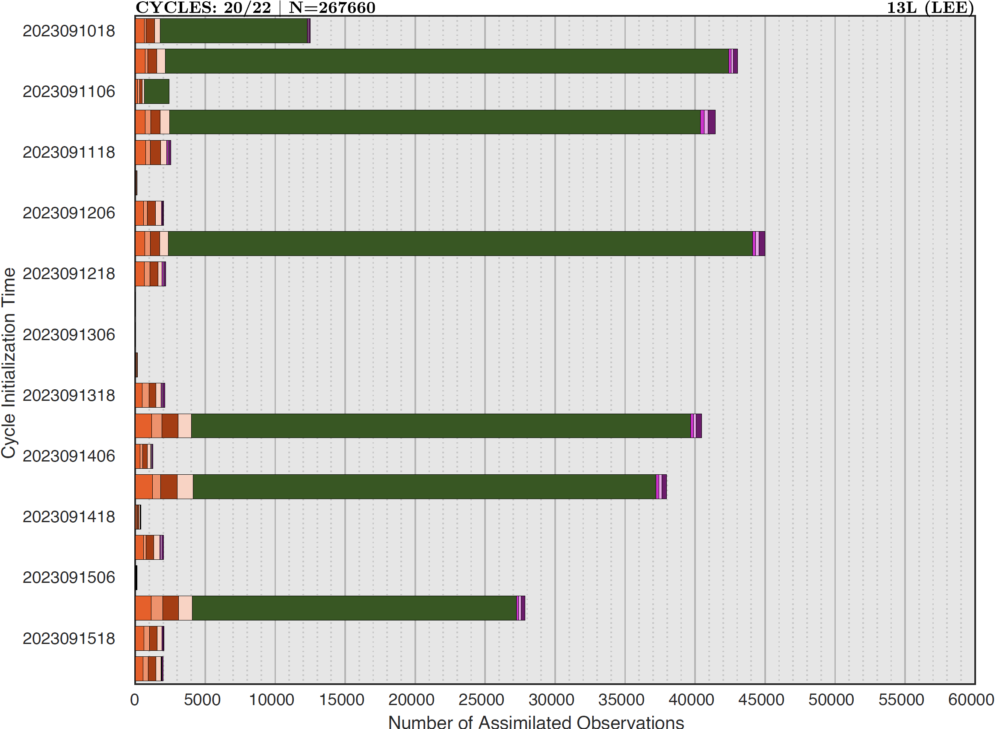 CYCLES: 20/22 | N=267660
13L (LEE)
2023091018
2023091106
2023091118
2023091206
2023091218
2023091306
2023091318
2023091406
2023091418
2023091506
2023091518
Cycle Initialization Time
0 5000 10000 15000 20000 25000 30000 35000 40000 45000 50000 55000 60000
Number of Assimilated Observations